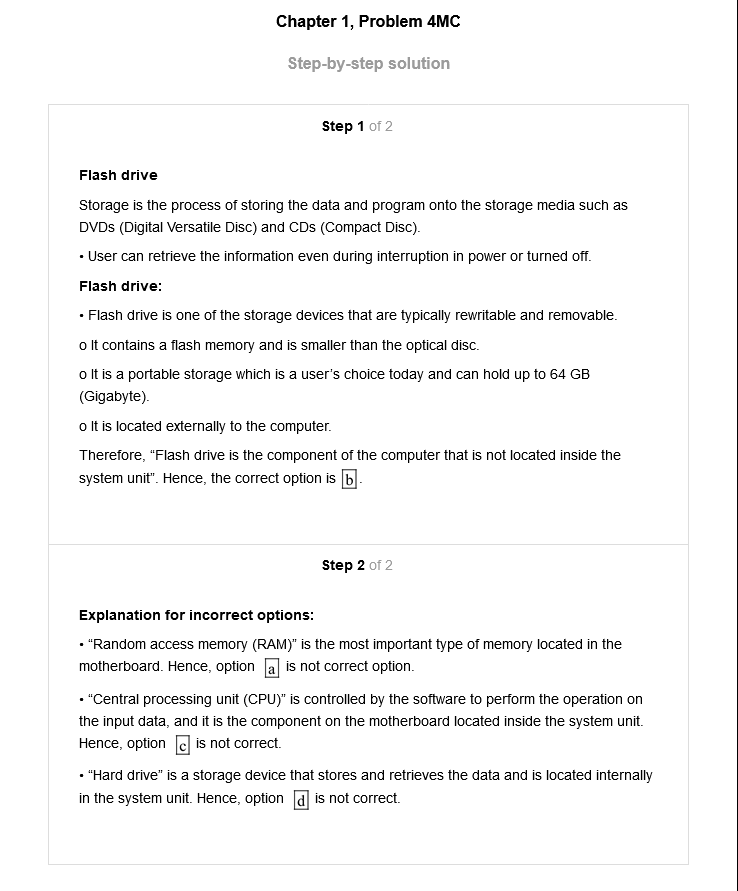 Chapter 1, Problem 4MC
Step-by-step solution
Step 1 of 2
Flash drive
Storage is the process of storing the data and program onto the storage media such as
DVDs (Digital Versatile Disc) and CDs (Compact Disc).
• User can retrieve the information even during interruption in power or turned off.
Flash drive:
• Flash drive is one of the storage devices that are typically rewritable and removable.
o It contains a flash memory and is smaller than the optical disc.
o It is a portable storage which is a user’s choice today and can hold up to 64 GB
(Gigabyte).
o It is located externally to the computer.
Therefore, “Flash drive is the component of the computer that is not located inside the
system unit”. Hence, the correct option is b.
Step 2 of 2
Explanation for incorrect options:
• “Random access memory (RAM)” is the most important type of memory located in the
motherboard. Hence, option a is not correct option.
• “Central processing unit (CPU)” is controlled by the software to perform the operation on
the input data, and it is the component on the motherboard located inside the system unit.
Hence, option c is not correct.
• “Hard drive” is a storage device that stores and retrieves the data and is located internally
in the system unit. Hence, option d is not correct.